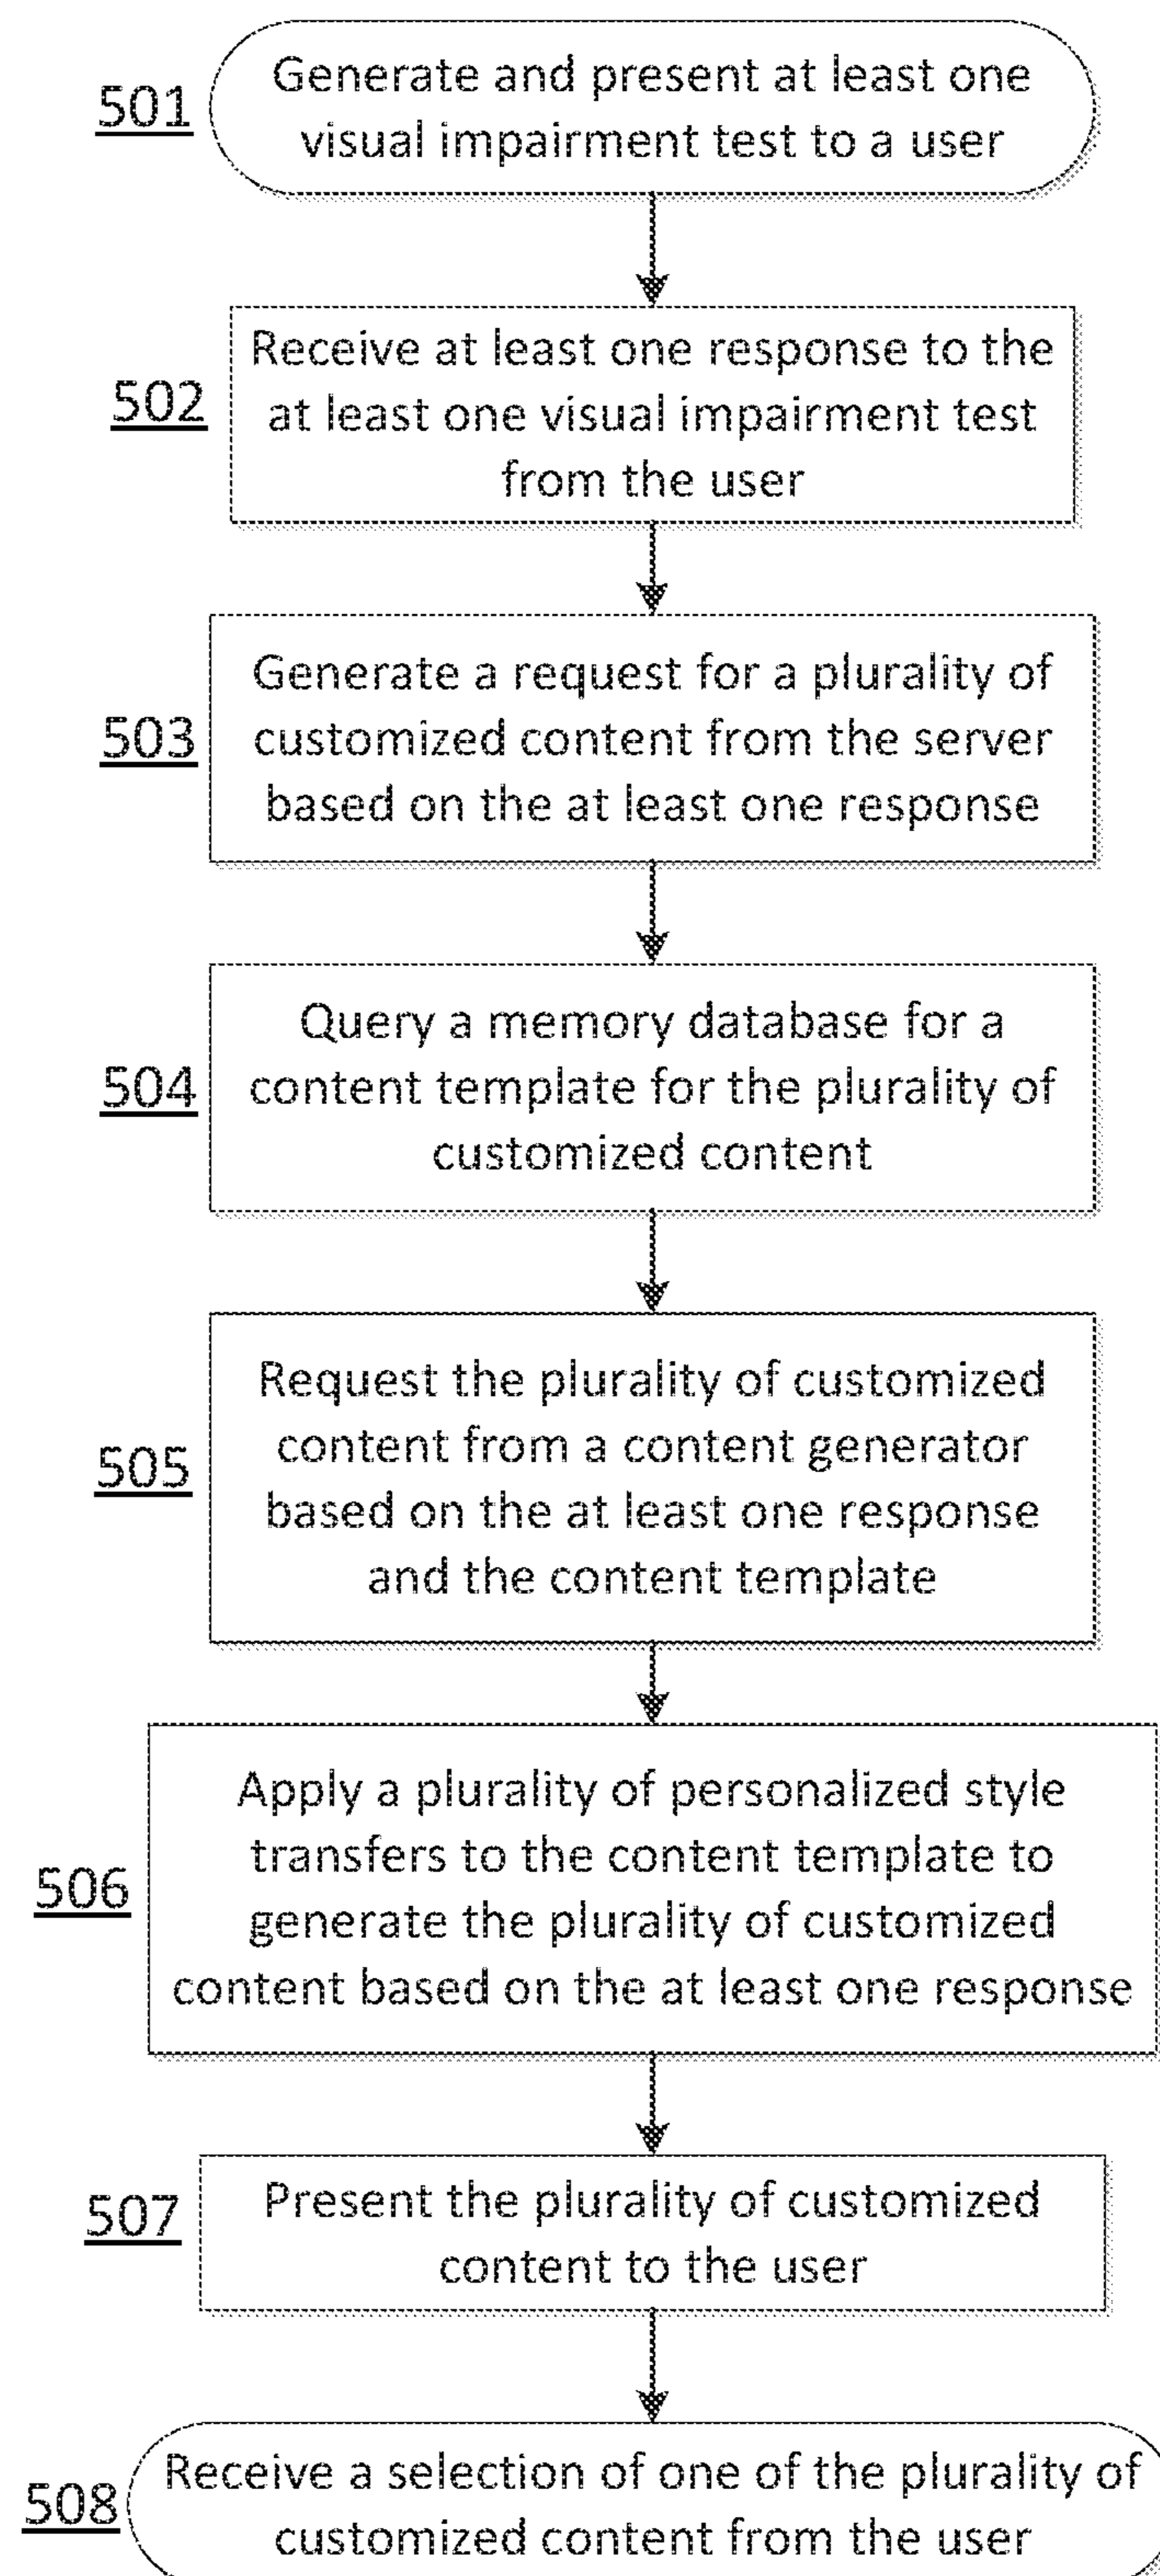 501
Generate and present at least one
visual impairment test to a user
502
Receive at least one response to the
at least one visual impairment test
from the user
503
Generate a request for a plurality of
customized content from the server
based on the at least one response
504
Query a memory database for a
content template for the plurality of
customized content
505
Request the plurality of customized
content from a content generator
based on the at least one response
and the content template
506
Apply a plurality of personalized style
transfers to the content template to
generate the plurality of customized
content based on the at least one response
507
Present the plurality of customized
content to the user
508
Receive a selection of one of the plurality of
customized content from the user